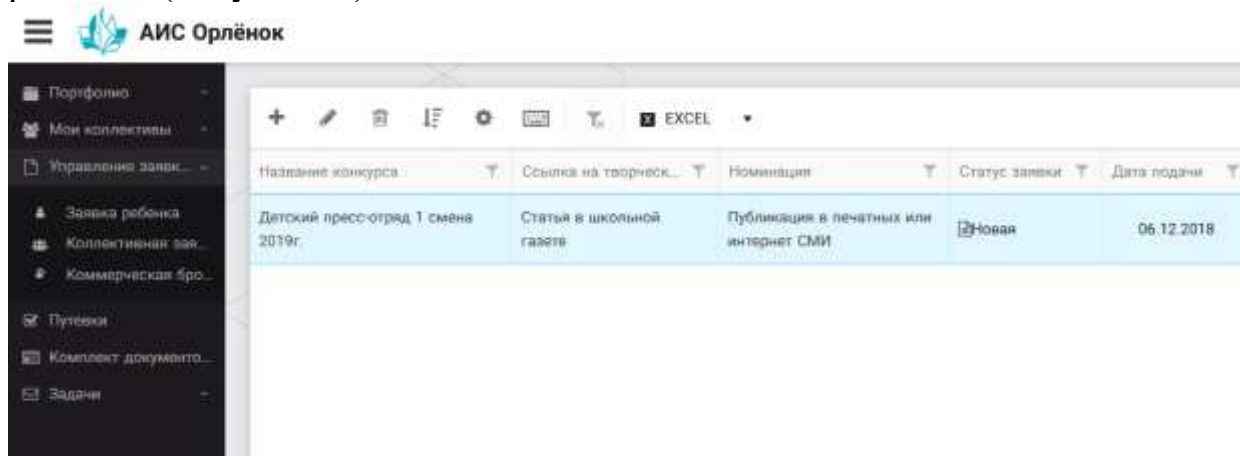 АИС Орлёнок
Портфолио
Мои коллективы
Управление заявк...
Заявка ребенка
Коллективная зая...
Коммерческая бро...
Путёвки
Комплект документо...
Задачи
EXCEL
Название конкурса
Ссылка на творческ...
Номинация
Статус заявки
Дата подачи
Детский пресс-отряд 1 смена
2019г.
Статья в школьной
газете
Публикация в печатных или
интернет СМИ
Новая
06.12.2018